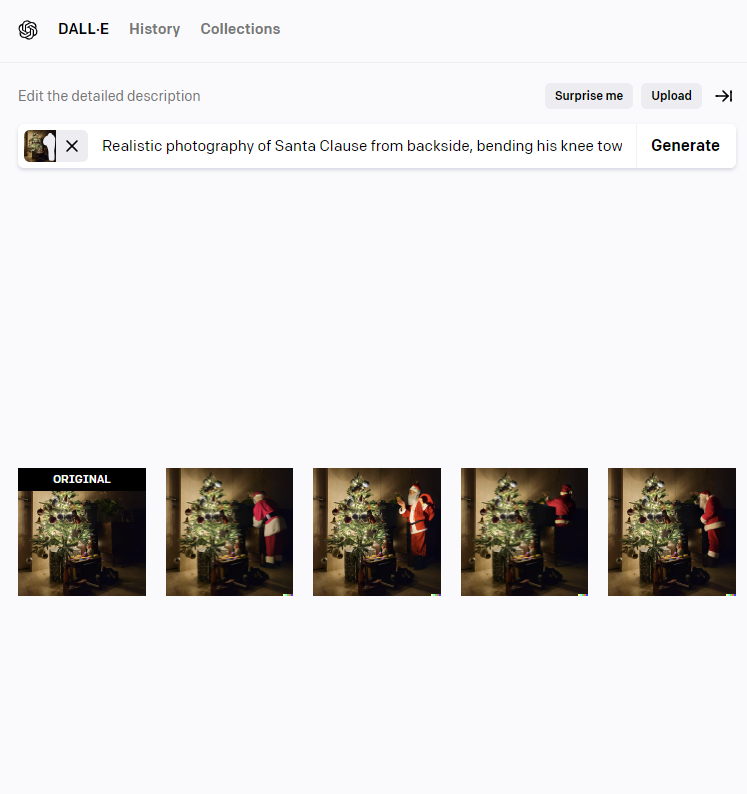 DALL·E History Collections
Edit the detailed description Surprise me Upload
Realistic photography of Santa Clause from backside, bending his knee tow Generate
ORIGINAL